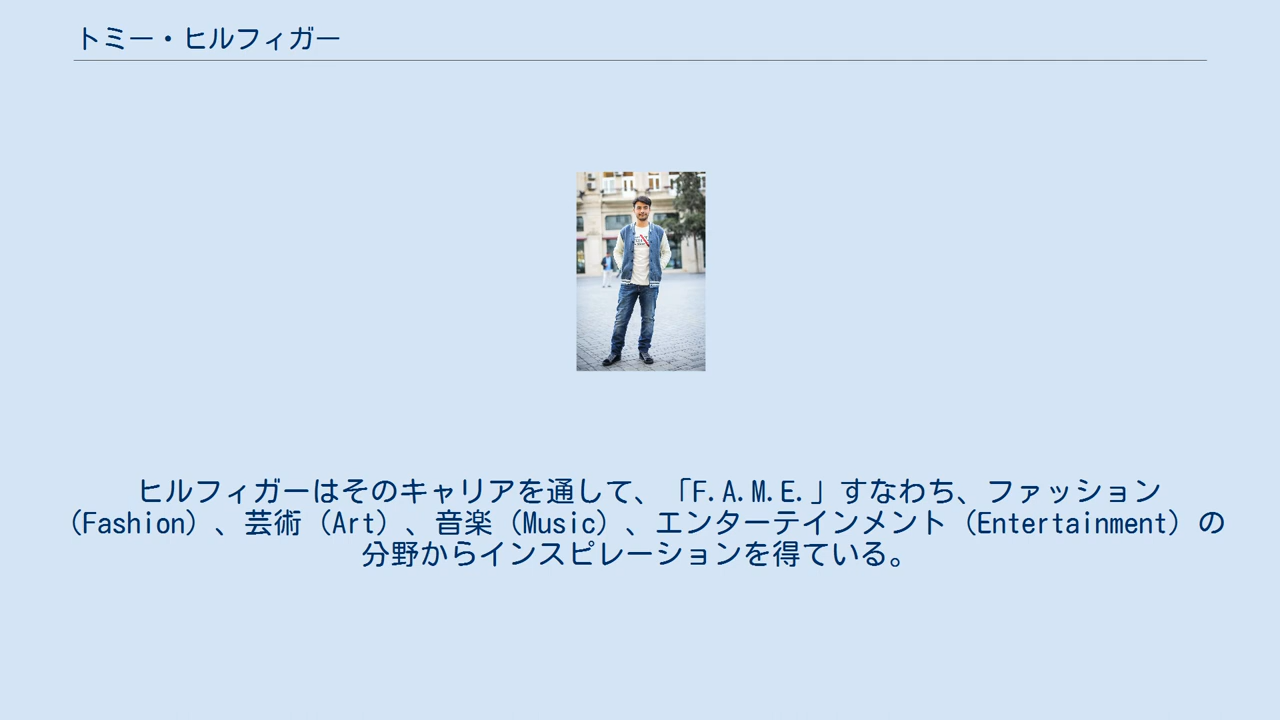 トミー・ヒルフィガー
ヒルフィガーはそのキャリアを通して、「F.A.M.E.」すなわち、ファッション
（Fashion）、芸術（Art）、音楽（Music）、エンターテインメント（Entertainment）の
分野からインスピレーションを得ている。